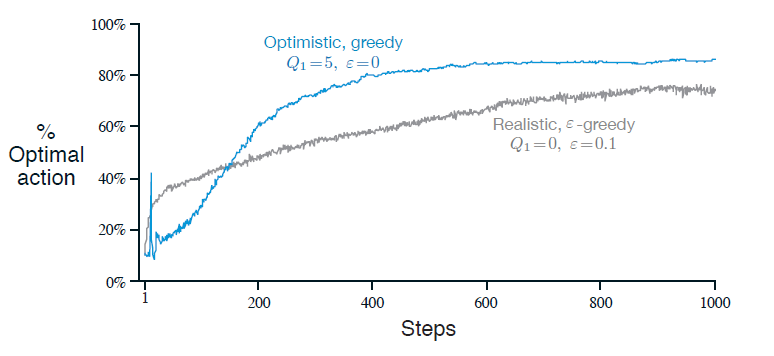 100%
80%
60%
40%
20%
0%
%
Optimal
action
Optimistic, greedy
Q₁=5, ε=0
Realistic, ε-greedy
Q₁=0, ε=0.1
1 200 400 600 800 1000
Steps